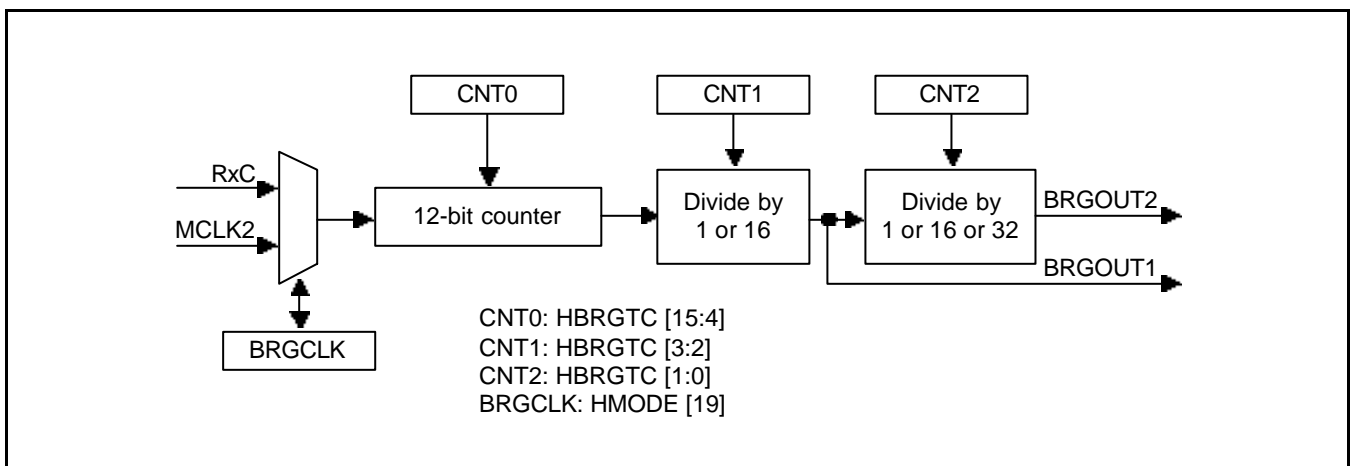 CNT0
CNT1
CNT2
RxC
MCLK2
12-bit counter
Divide by
1 or 16
Divide by
1 or 16 or 32
BRGOUT2
BRGOUT1
BRGCLK
CNT0: HBRGTC [15:4]
CNT1: HBRGTC [3:2]
CNT2: HBRGTC [1:0]
BRGCLK: HMODE [19]